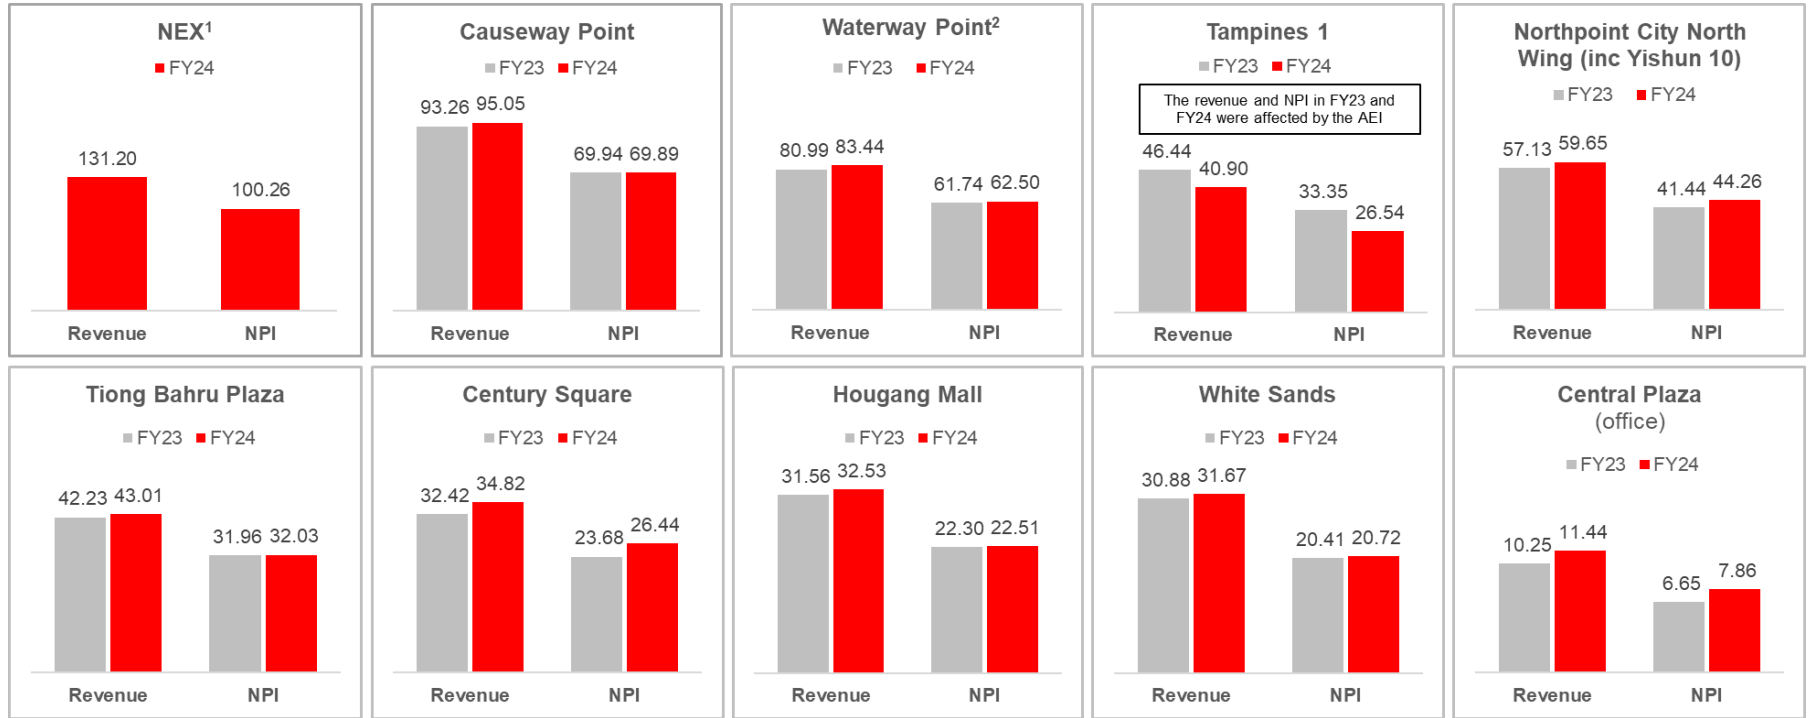 NEX¹
FY24
131.20
100.26
Revenue NPI
Causeway Point
FY23 FY24
93.26 95.05
69.94 69.89
Revenue NPI
Waterway Point²
FY23 FY24
80.99 83.44
61.74 62.50
Revenue NPI
Tampines 1
FY23 FY24
The revenue and NPI in FY23 and
FY24 were affected by the AEI
46.44
40.90
33.35
26.54
Revenue NPI
Northpoint City North
Wing (inc Yishun 10)
FY23 FY24
57.13 59.65
41.44 44.26
Revenue NPI
Tiong Bahru Plaza
FY23 FY24
42.23 43.01
31.96 32.03
Revenue NPI
Century Square
FY23 FY24
32.42 34.82
23.68 26.44
Revenue NPI
Hougang Mall
FY23 FY24
31.56 32.53
22.30 22.51
Revenue NPI
White Sands
FY23 FY24
30.88 31.67
20.41 20.72
Revenue NPI
Central Plaza
(office)
FY23 FY24
10.25 11.44
6.65 7.86
Revenue NPI